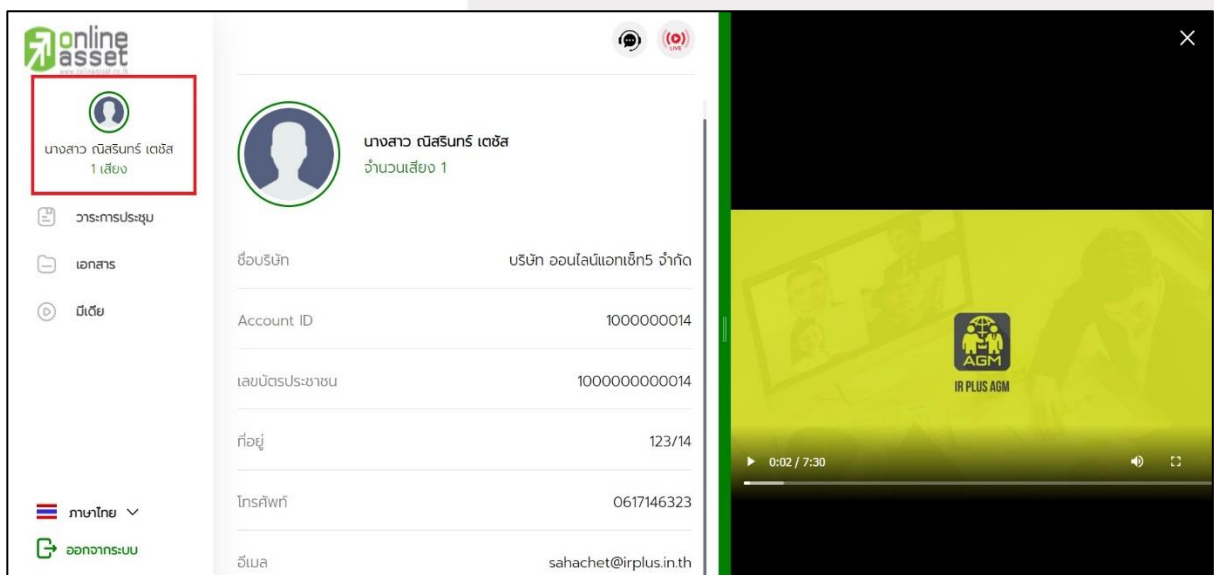 online
asset
www.onlineasset.co.th
นางสาว ณิสรินทร์ เตชัส
1 เสียง
วาระการประชุม
เอกสาร
มีเดีย
ภาษาไทย
ออกจากระบบ
LIVE
นางสาว ณิสรินทร์ เตชัส
จำนวนเสียง 1
ชื่อบริษัท บริษัท ออนไลน์แอทเซ็ท5 จำกัด
Account ID 1000000014
เลขบัตรประชาชน 1000000000014
ที่อยู่ 123/14
โทรศัพท์ 0617146323
อีเมล sahachet@irplus.in.th
AGM
IR PLUS AGM
0:02 / 7:30